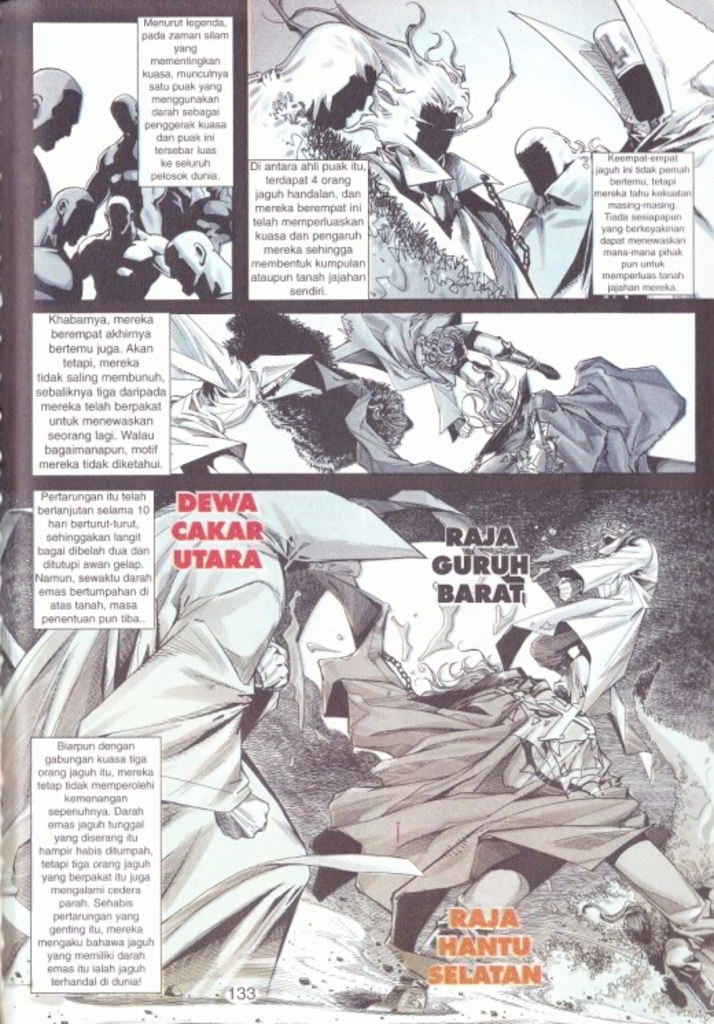 Menurut legenda,
pada zaman silam
yang
mementingkan
kuasa, munculnya
satu puak yang
menggunakan
darah sebagai
penggerak kuasa
dan puak ini
tersebar luas
ke seluruh
pelosok dunia.
Di antara ahli puak itu,
terdapat 4 orang
jaguh handalan, dan
mereka berempat ini
telah memperluaskan
kuasa dan pengaruh
mereka sehingga
membentuk kumpulan
ataupun tanah jajahan
sendiri.
Keempat-empat
jaguh ini tidak pernah
bertemu, tetapi
mereka tahu kekuatan
masing-masing.
Tiada sesiapapun
yang berkeyakinan
dapat menewaskan
mana-mana pihak
pun untuk
memperluas tanah
jajahan mereka.
Khabarnya, mereka
berempat akhirnya
bertemu juga. Akan
tetapi, mereka
tidak saling membunuh,
sebaliknya tiga daripada
mereka telah berpakat
untuk menewaskan
seorang lagi. Walau
bagaimanapun, motif
mereka tidak diketahui.
Pertarungan itu telah
berlanjutan selama 10
hari berturut-turut,
sehinggakan langit
bagai dibelah dua dan
ditutupi awan gelap.
Namun, sewaktu darah
emas bertumpahan di
atas tanah, masa
penentuan pun tiba..
DEWA
CAKAR
UTARA
RAJA
GURUH
BARAT
Biarpun dengan
gabungan kuasa tiga
orang jaguh itu, mereka
tetap tidak memperolehi
kemenangan
sepenuhnya. Darah
emas jaguh tunggal
yang diserang itu
hampir habis ditumpah,
tetapi tiga orang jaguh
yang berpakat itu juga
mengalami cedera
parah. Sehabis
pertarungan yang
genting itu, mereka
mengaku bahawa jaguh
yang memiliki darah
emas itu ialah jaguh
terhandal di dunia!
RAJA
HANTU
SELATAN
133